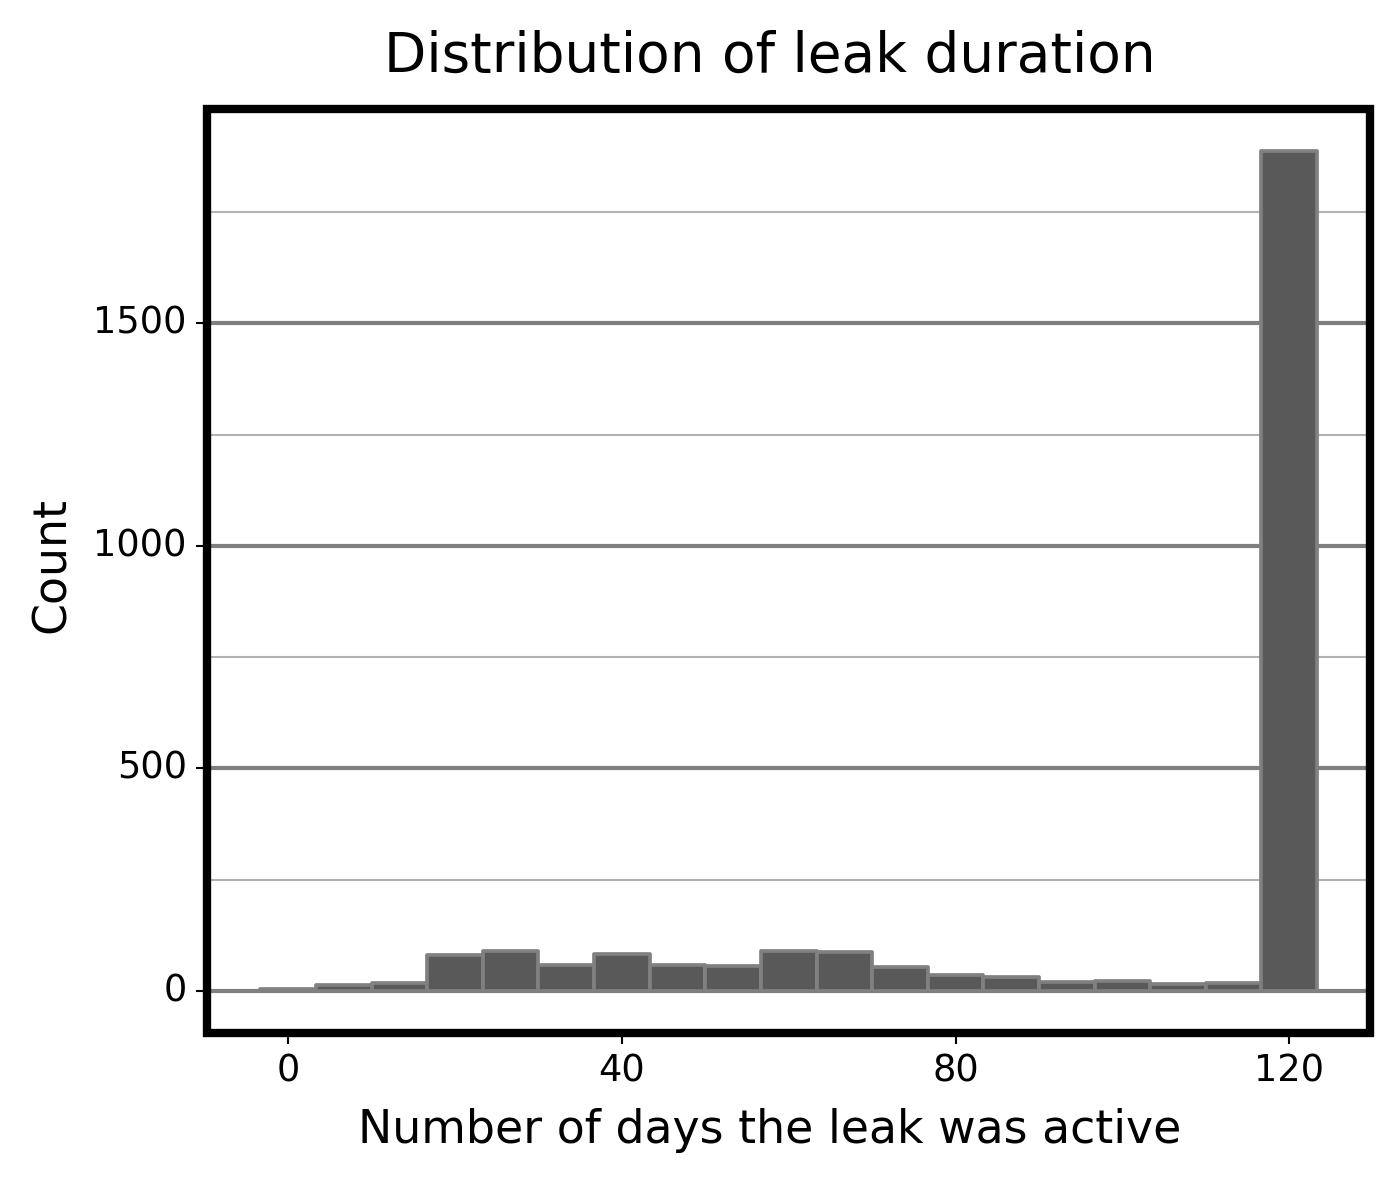 Distribution of leak duration
1500
1000
500
0
Count
0 40 80 120
Number of days the leak was active